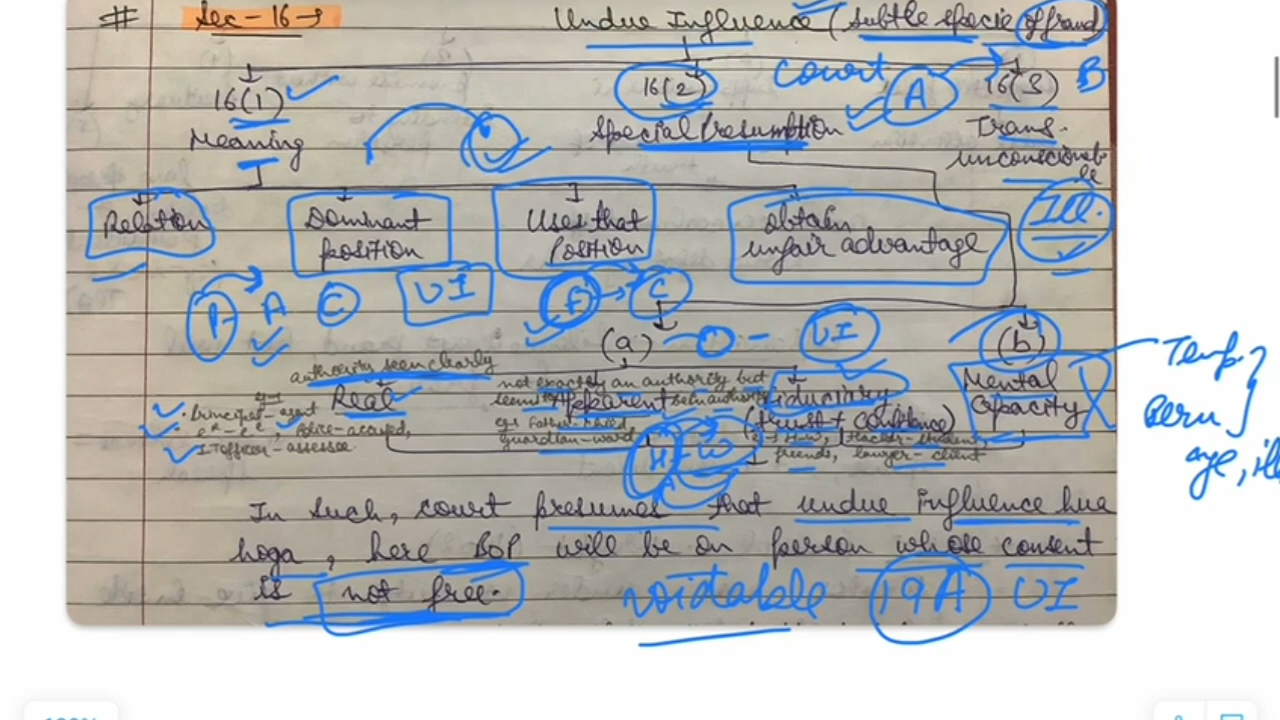 # Sec-16 → Undue Influence (Subtle specie of fraud)
16(1) 16(2) Court A 16(3) B
Meaning Special Presumption Trans.
unconscionable
Relation Dominant position Uses that Position obtain unfair advantage Ill.
P A C UI F C
(a) UI (b)
authority seen clearly
Real
Principal-agent
Police-accused,
IT officer-assessee
not exactly an authority but
Apparent
eg: Father-child,
guardian-ward
fiduciary
(trust + confidence)
H W
friends, lawyer-client
Mental Capacity
Temp
Perm
age,
In such, court presumes that undue influence hua
hoga, here BOP will be on person whose consent
is not free.
voidable 19A UI